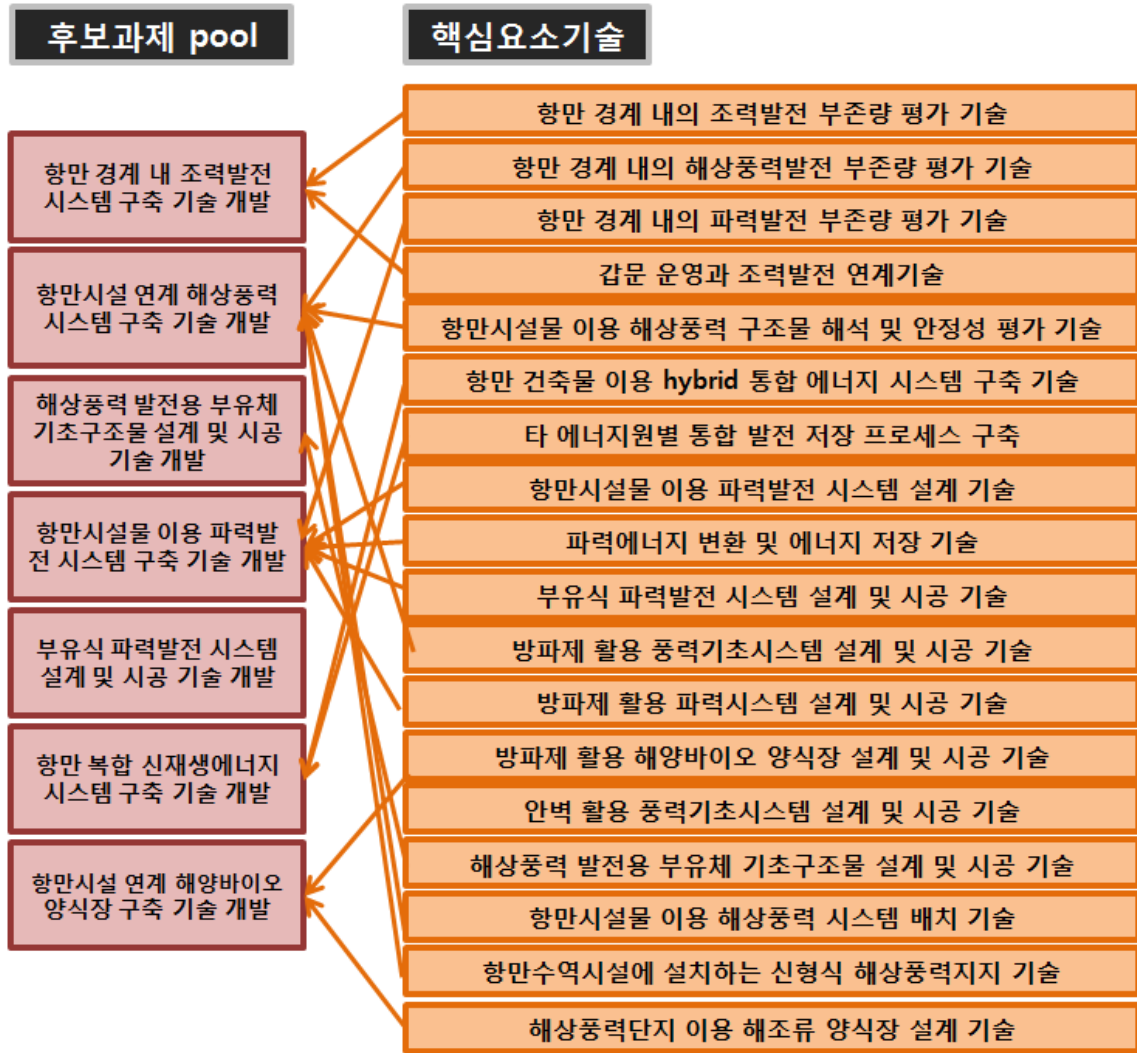 후보과제 pool
핵심요소기술
항만 경계 내 조력발전
시스템 구축 기술 개발
항만시설 연계 해상풍력
시스템 구축 기술 개발
해상풍력 발전용 부유체
기초구조물 설계 및 시공
기술 개발
항만시설물 이용 파력발
전 시스템 구축 기술 개발
부유식 파력발전 시스템
설계 및 시공 기술 개발
항만 복합 신재생에너지
시스템 구축 기술 개발
항만시설 연계 해양바이오
양식장 구축 기술 개발
항만 경계 내의 조력발전 부존량 평가 기술
항만 경계 내의 해상풍력발전 부존량 평가 기술
항만 경계 내의 파력발전 부존량 평가 기술
갑문 운영과 조력발전 연계기술
항만시설물 이용 해상풍력 구조물 해석 및 안정성 평가 기술
항만 건축물 이용 hybrid 통합 에너지 시스템 구축 기술
타 에너지원별 통합 발전 저장 프로세스 구축
항만시설물 이용 파력발전 시스템 설계 기술
파력에너지 변환 및 에너지 저장 기술
부유식 파력발전 시스템 설계 및 시공 기술
방파제 활용 풍력기초시스템 설계 및 시공 기술
방파제 활용 파력시스템 설계 및 시공 기술
방파제 활용 해양바이오 양식장 설계 및 시공 기술
안벽 활용 풍력기초시스템 설계 및 시공 기술
해상풍력 발전용 부유체 기초구조물 설계 및 시공 기술
항만시설물 이용 해상풍력 시스템 배치 기술
항만수역시설에 설치하는 신형식 해상풍력지지 기술
해상풍력단지 이용 해조류 양식장 설계 기술